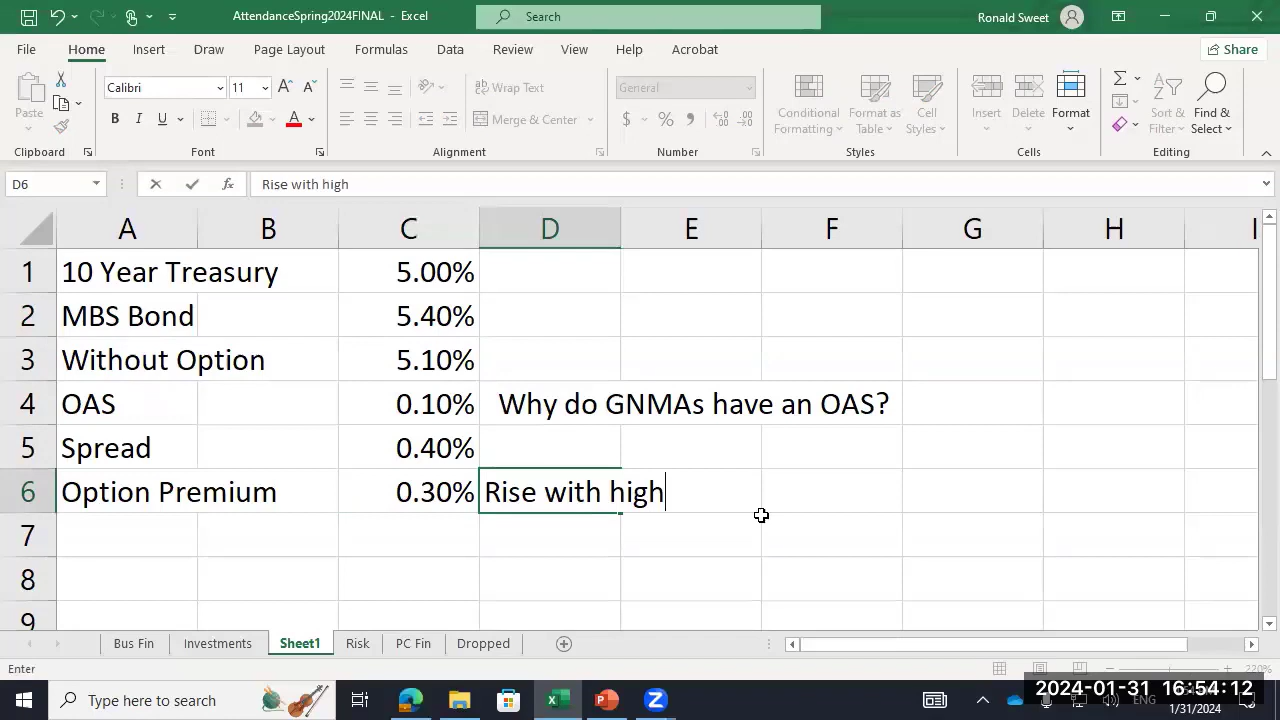 AttendanceSpring2024FINAL - Excel
Search
Ronald Sweet
File Home Insert Draw Page Layout Formulas Data Review View Help Acrobat
Share
Paste
Clipboard
Calibri 11
B I U
Font
Wrap Text
Merge & Center
Alignment
General
$ %
Number
Conditional Formatting
Format as Table
Cell Styles
Styles
Insert
Delete
Format
Cells
Sort & Filter
Find & Select
Editing
D6 fx Rise with high
A B C D E F G H I
1 10 Year Treasury 5.00%
2 MBS Bond 5.40%
3 Without Option 5.10%
4 OAS 0.10% Why do GNMAs have an OAS?
5 Spread 0.40%
6 Option Premium 0.30% Rise with high
7
8
9
Bus Fin Investments Sheet1 Risk PC Fin Dropped
Enter
220%
Type here to search
ENG
2024-01-31 16:54:12
1/31/2024